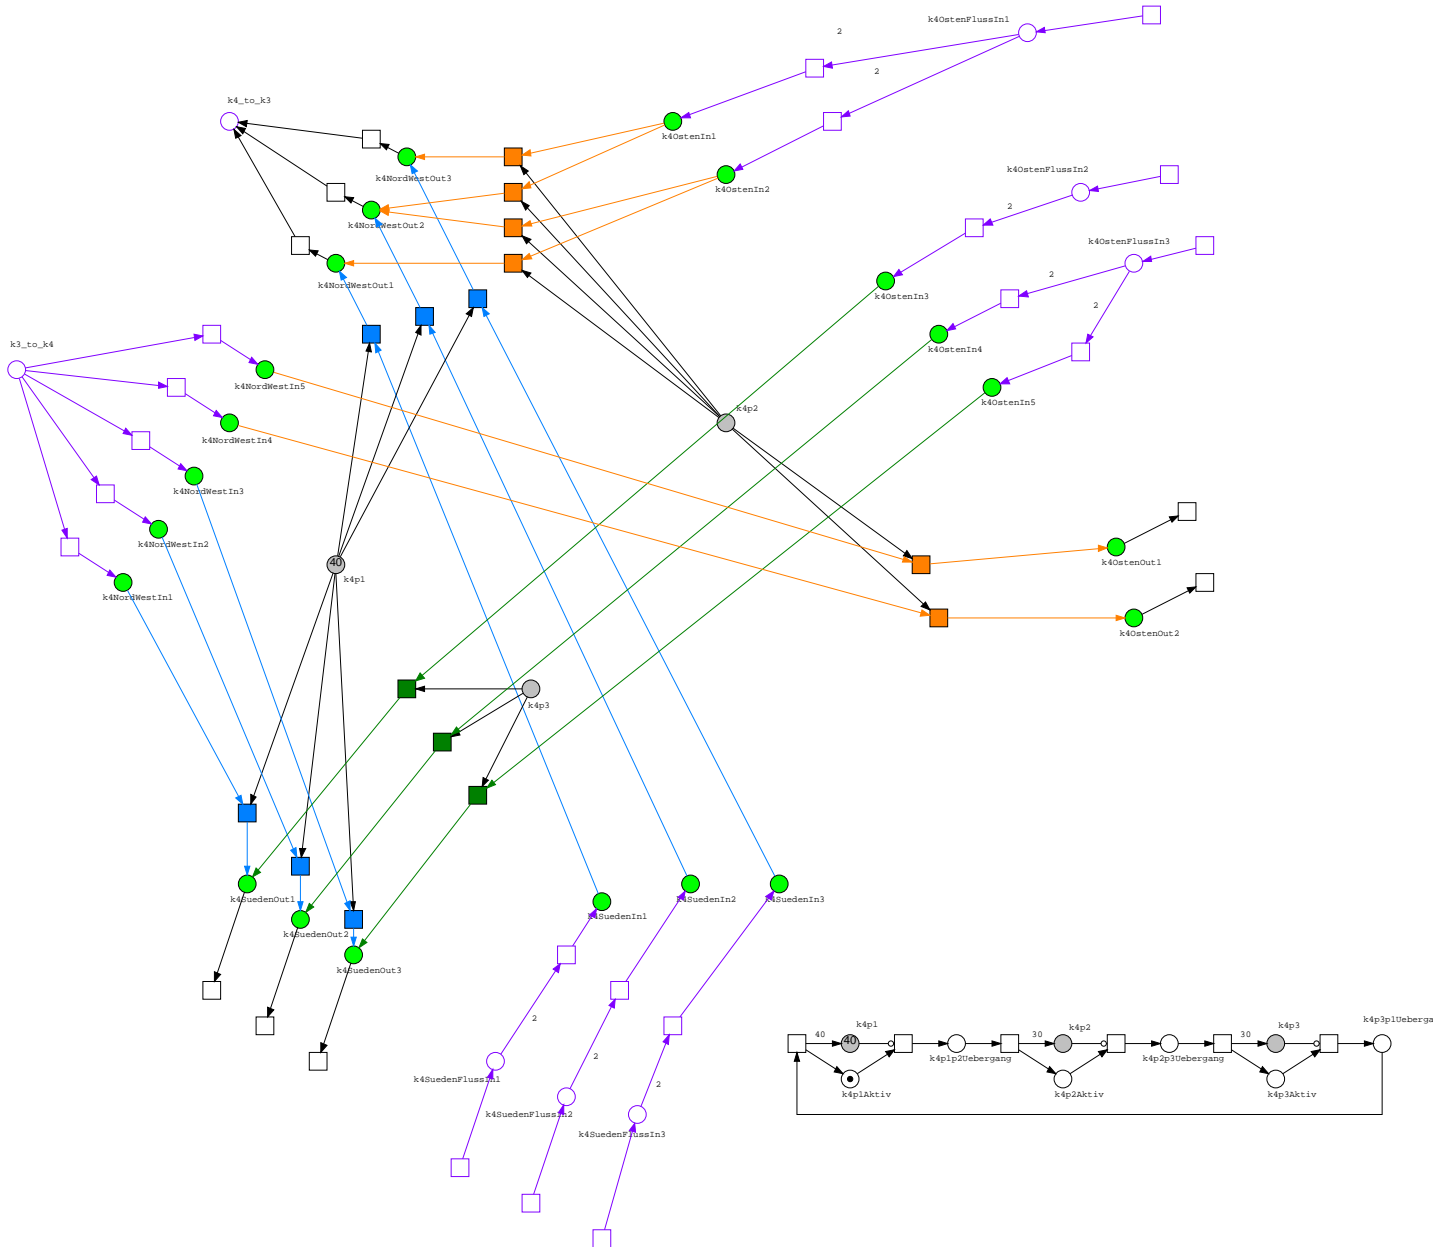 k4OstenFlussIn1
2
2
k4_to_k3
k4OstenIn1
k4OstenFlussIn2
k4NordWestOut3
k4OstenIn2
2
k4NordWestOut2
k4OstenFlussIn3
2
k4NordWestOut1
k4OstenIn3
2
k4OstenIn4
k3_to_k4
k4NordWestIn5
k4OstenIn5
k4p2
k4NordWestIn4
k4NordWestIn3
k4NordWestIn2
k4OstenOut1
40
k4p1
k4NordWestIn1
k4OstenOut2
k4p3
k4SuedenOut1
k4SuedenIn2
k4SuedenIn3
k4SuedenIn1
k4SuedenOut2
k4SuedenOut3
2
k4p1
k4p2
k4p3
k4p3p1Ueberga
40
40
30
30
k4p1p2Uebergang
k4p2p3Uebergang
2
k4SuedenFlussIn1
2
k4p1Aktiv
k4p2Aktiv
k4p3Aktiv
k4SuedenFlussIn2
k4SuedenFlussIn3